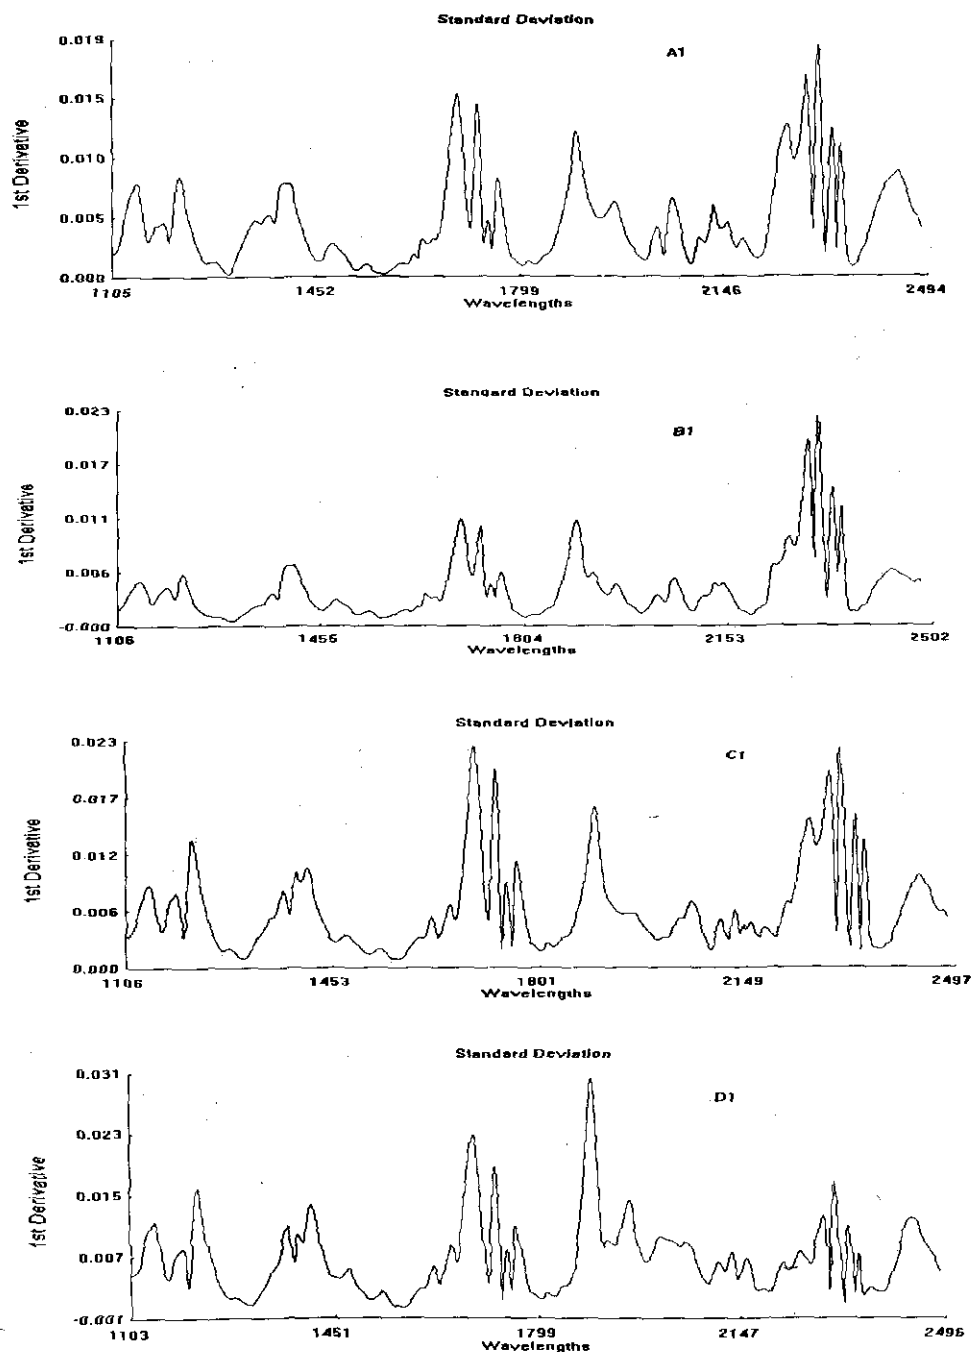 Standard Deviation
A1
0.019
0.015
0.010
0.005
0.000
1st Derivative
1105 1452 1799 2146 2494
Wavelengths
Standard Deviation
B1
0.023
0.017
0.011
0.006
-0.000
1st Derivative
1106 1455 1804 2153 2502
Wavelengths
Standard Deviation
C1
0.023
0.017
0.012
0.006
0.000
1st Derivative
1106 1453 1801 2149 2497
Wavelengths
Standard Deviation
D1
0.031
0.023
0.015
0.007
-0.001
1st Derivative
1103 1451 1799 2147 2496
Wavelengths